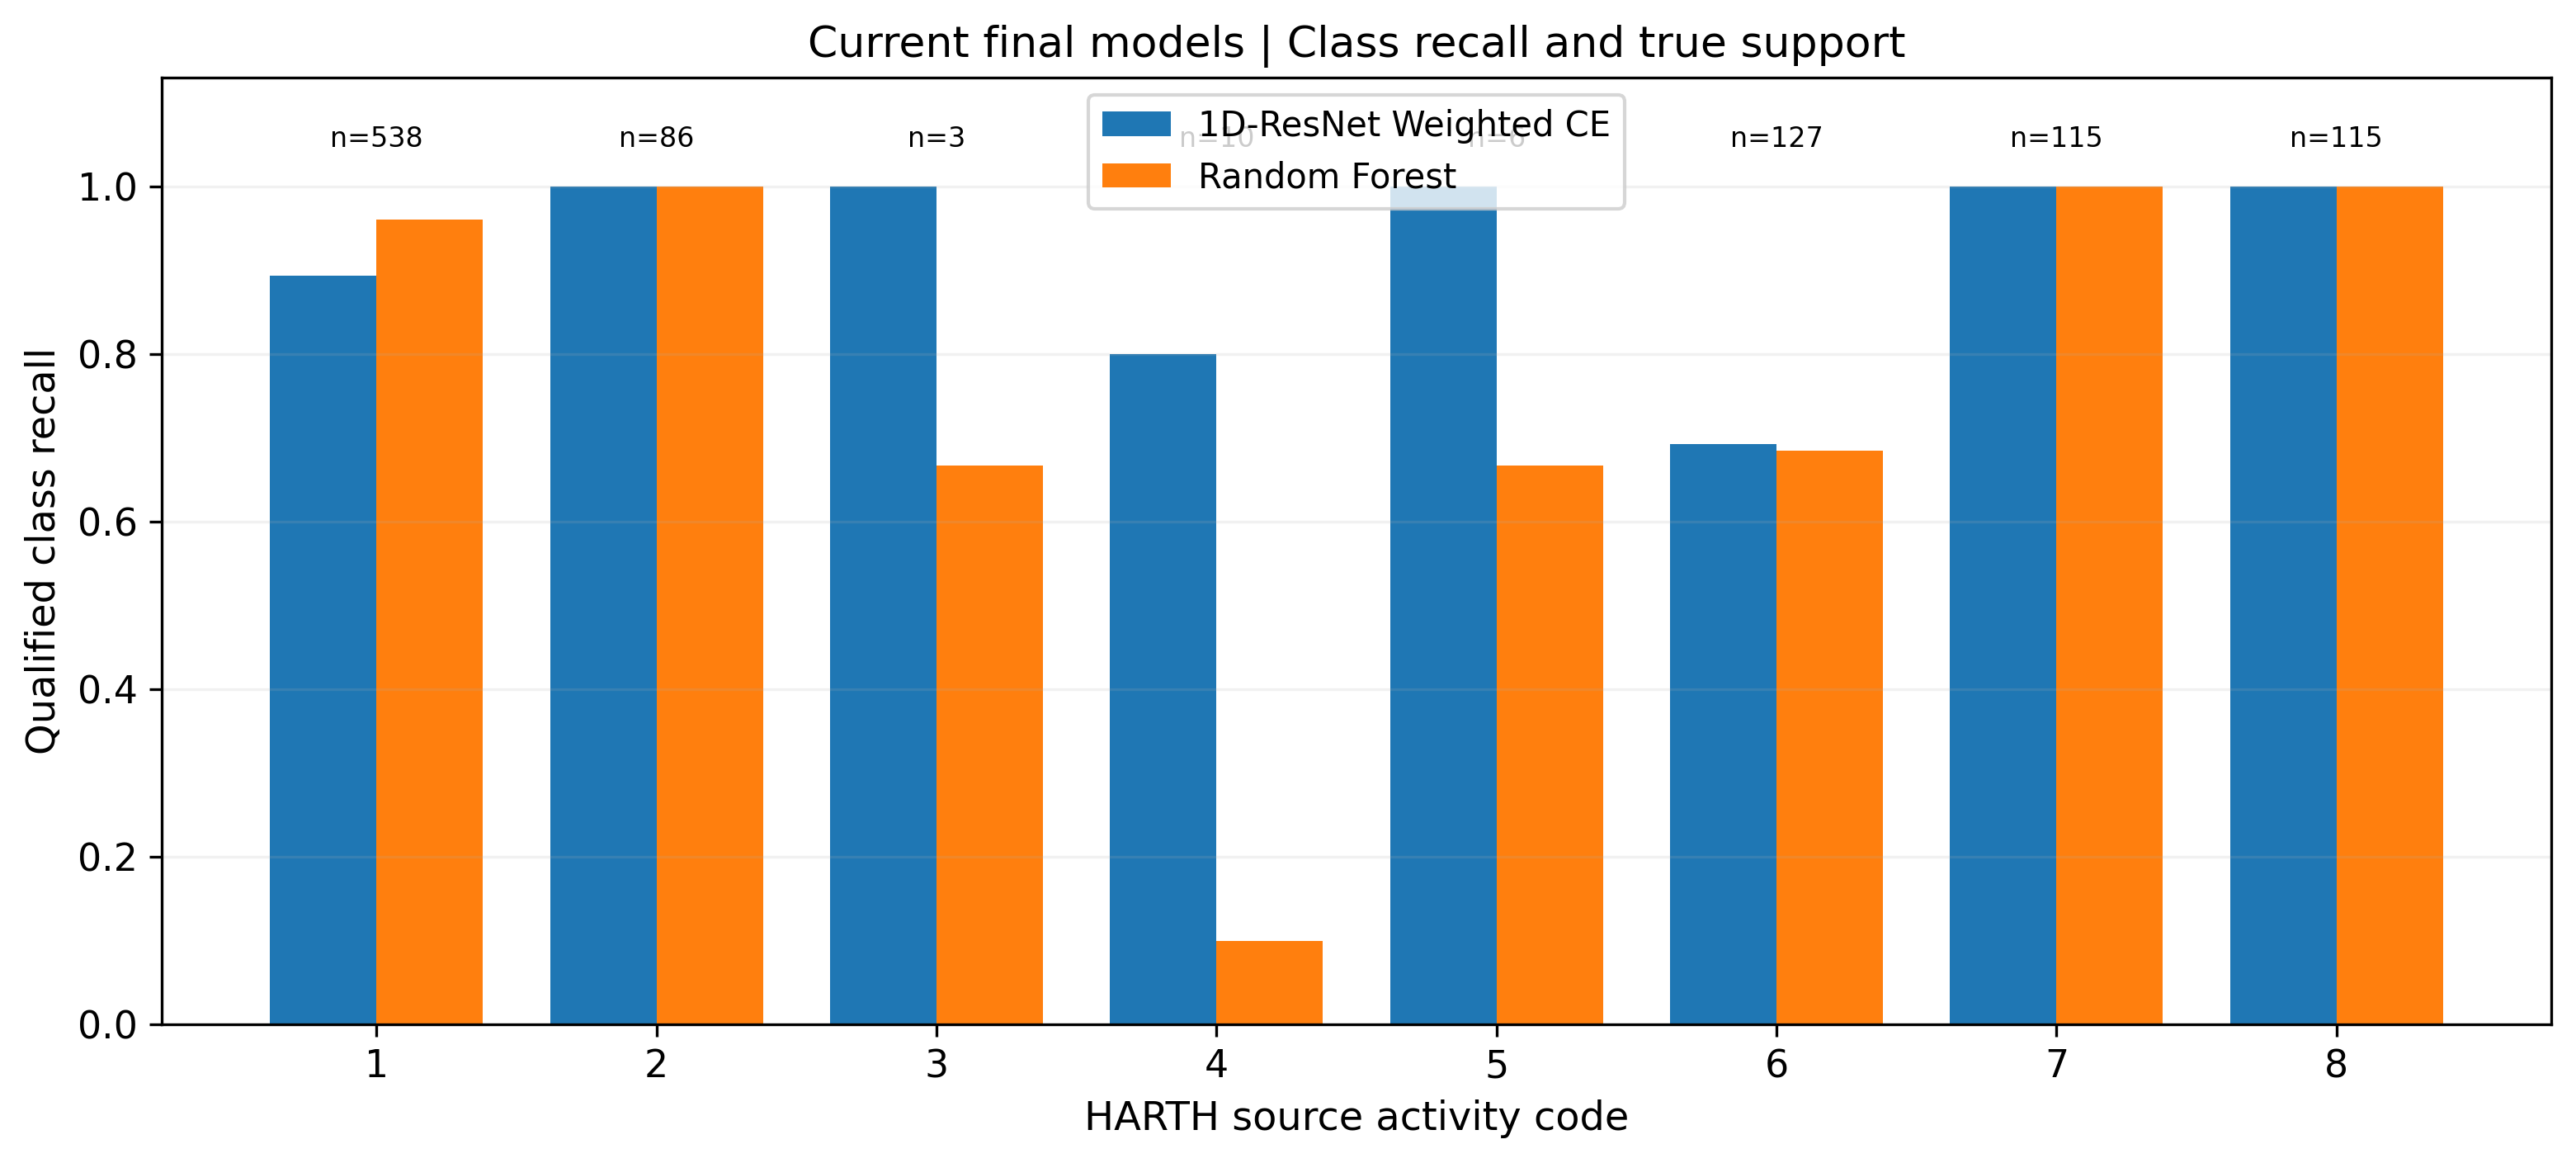 Current final models | Class recall and true support
n=538 n=86 n=3 n=10 n=6 n=127 n=115 n=115
1D-ResNet Weighted CE
Random Forest
Qualified class recall
1.0
0.8
0.6
0.4
0.2
0.0
1 2 3 4 5 6 7 8
HARTH source activity code